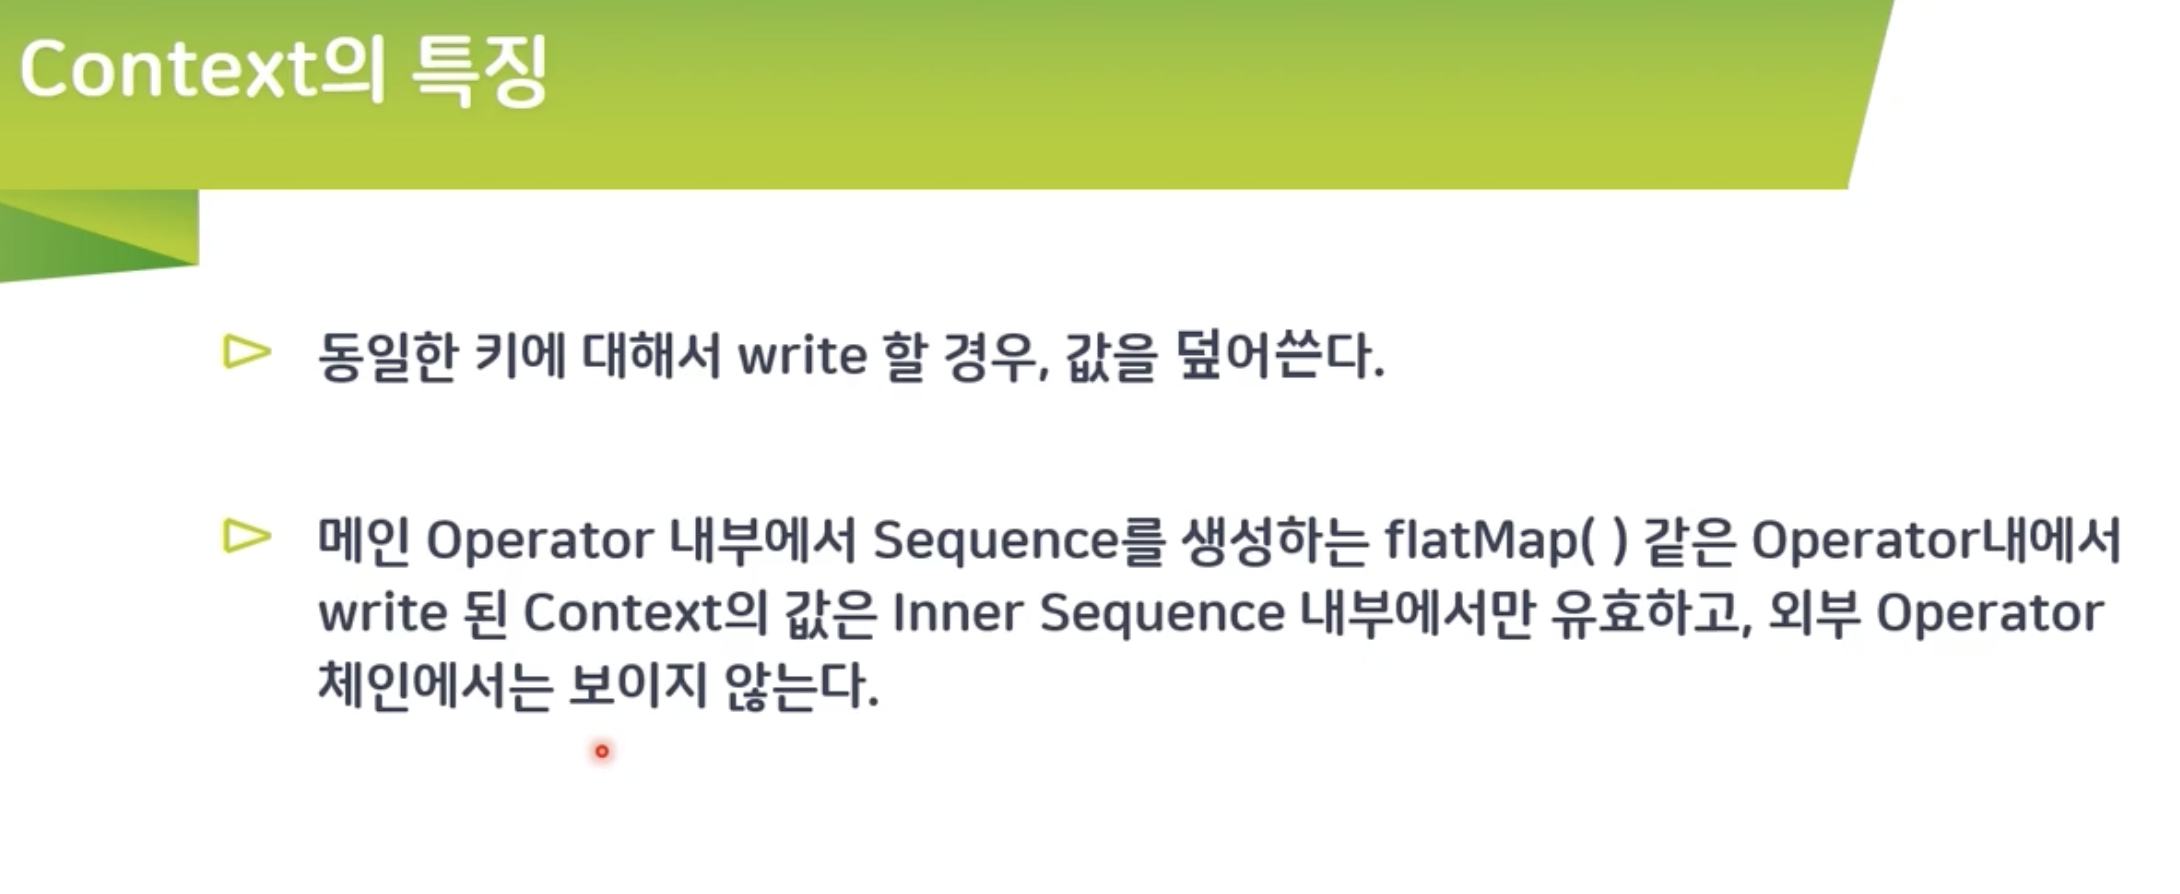 Context의 특징
동일한 키에 대해서 write 할 경우, 값을 덮어쓴다.
메인 Operator 내부에서 Sequence를 생성하는 flatMap( ) 같은 Operator내에서
write 된 Context의 값은 Inner Sequence 내부에서만 유효하고, 외부 Operator
체인에서는 보이지 않는다.